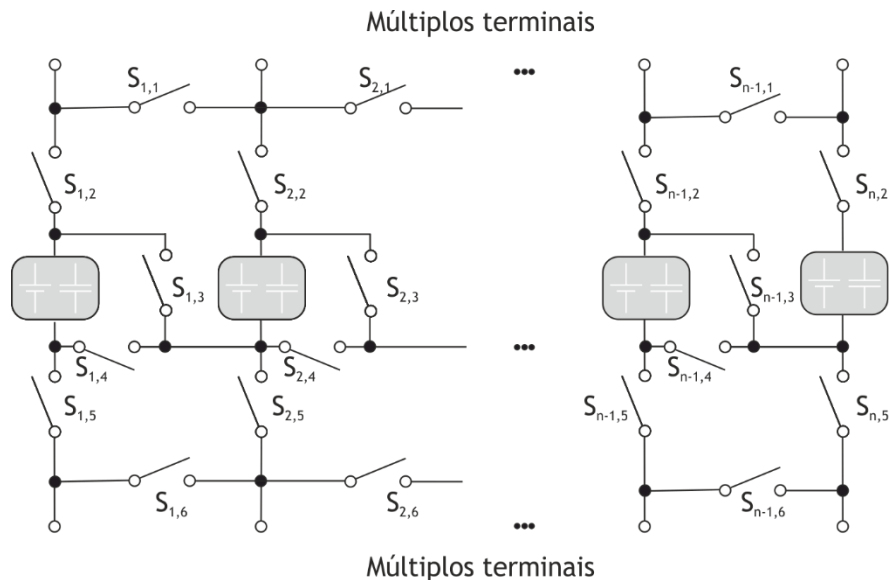 Múltiplos terminais
S1,1
S2,1
•••
Sn-1,1
S1,2
S2,2
Sn-1,2
Sn,2
S1,3
S2,3
Sn-1,3
•••
S1,4
S2,4
Sn-1,4
S1,5
S2,5
Sn-1,5
Sn,5
S1,6
S2,6
Sn-1,6
•••
Múltiplos terminais